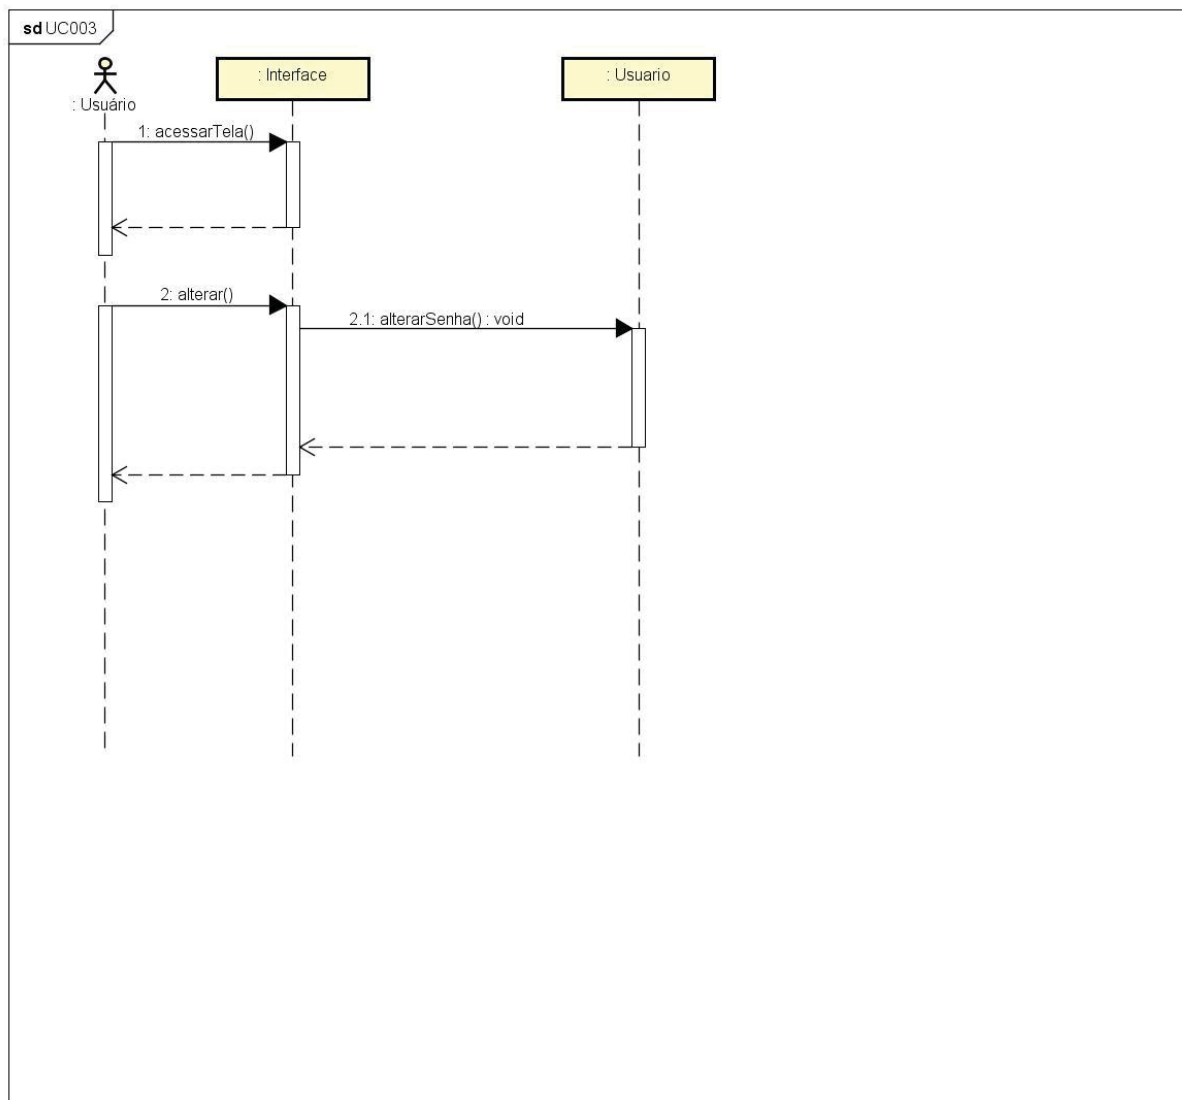 sd UC003
: Usuário
: Interface
: Usuario
1: acessarTela()
2: alterar()
2.1: alterarSenha() : void